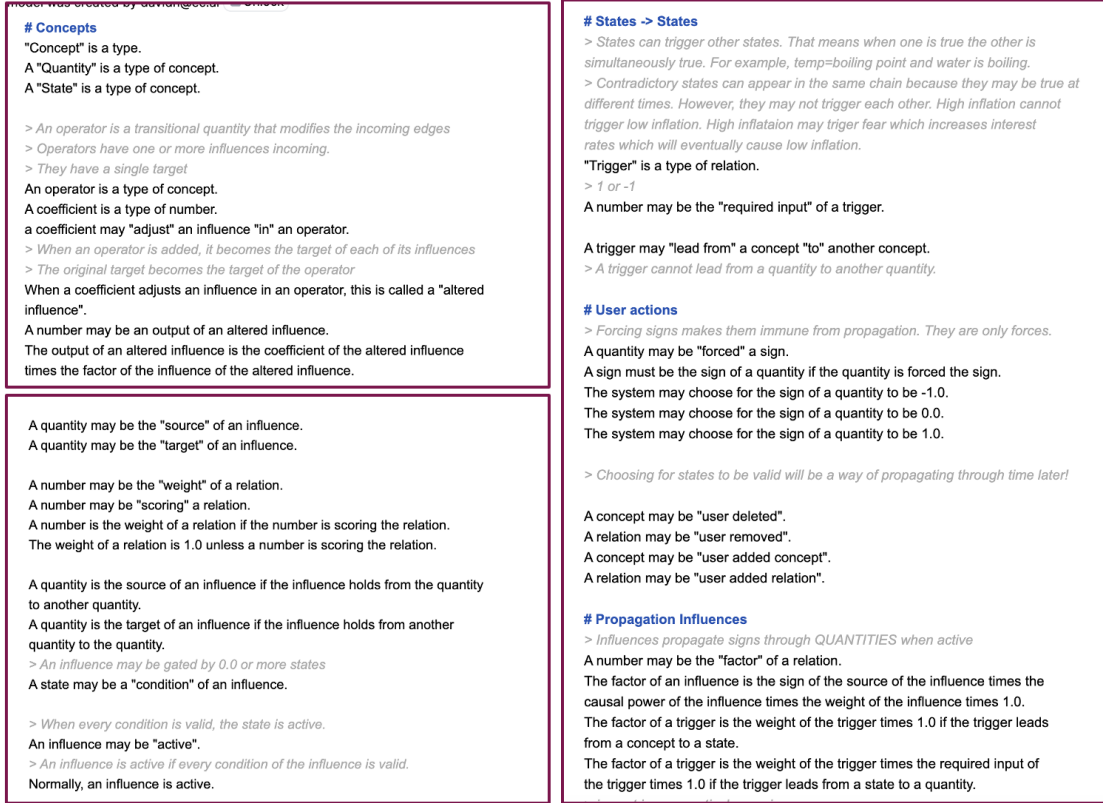 model was created by
# Concepts
"Concept" is a type.
A "Quantity" is a type of concept.
A "State" is a type of concept.
> An operator is a transitional quantity that modifies the incoming edges
> Operators have one or more influences incoming.
> They have a single target
An operator is a type of concept.
A coefficient is a type of number.
a coefficient may "adjust" an influence "in" an operator.
> When an operator is added, it becomes the target of each of its influences
> The original target becomes the target of the operator
When a coefficient adjusts an influence in an operator, this is called a "altered
influence".
A number may be an output of an altered influence.
The output of an altered influence is the coefficient of the altered influence
times the factor of the influence of the altered influence.
A quantity may be the "source" of an influence.
A quantity may be the "target" of an influence.
A number may be the "weight" of a relation.
A number may be "scoring" a relation.
A number is the weight of a relation if the number is scoring the relation.
The weight of a relation is 1.0 unless a number is scoring the relation.
A quantity is the source of an influence if the influence holds from the quantity
to another quantity.
A quantity is the target of an influence if the influence holds from another
quantity to the quantity.
> An influence may be gated by 0.0 or more states
A state may be a "condition" of an influence.
> When every condition is valid, the state is active.
An influence may be "active".
> An influence is active if every condition of the influence is valid.
Normally, an influence is active.
# States -> States
> States can trigger other states. That means when one is true the other is
simultaneously true. For example, temp=boiling point and water is boiling.
> Contradictory states can appear in the same chain because they may be true at
different times. However, they may not trigger each other. High inflation cannot
trigger low inflation. High inflataion may triger fear which increases interest
rates which will eventually cause low inflation.
"Trigger" is a type of relation.
> 1 or -1
A number may be the "required input" of a trigger.
A trigger may "lead from" a concept "to" another concept.
> A trigger cannot lead from a quantity to another quantity.
# User actions
> Forcing signs makes them immune from propagation. They are only forces.
A quantity may be "forced" a sign.
A sign must be the sign of a quantity if the quantity is forced the sign.
The system may choose for the sign of a quantity to be -1.0.
The system may choose for the sign of a quantity to be 0.0.
The system may choose for the sign of a quantity to be 1.0.
> Choosing for states to be valid will be a way of propagating through time later!
A concept may be "user deleted".
A relation may be "user removed".
A concept may be "user added concept".
A relation may be "user added relation".
# Propagation Influences
> Influences propagate signs through QUANTITIES when active
A number may be the "factor" of a relation.
The factor of an influence is the sign of the source of the influence times the
causal power of the influence times the weight of the influence times 1.0.
The factor of a trigger is the weight of the trigger times 1.0 if the trigger leads
from a concept to a state.
The factor of a trigger is the weight of the trigger times the required input of
the trigger times 1.0 if the trigger leads from a state to a quantity.